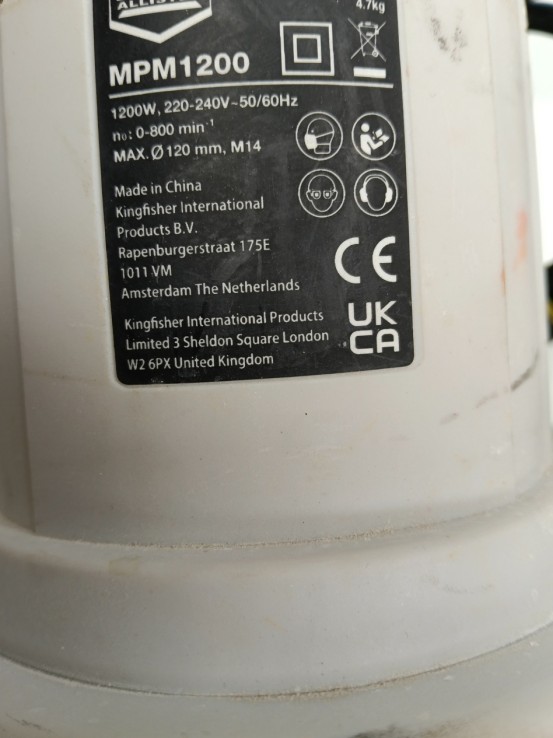 4.7kg
MPM1200
1200W, 220-240V~50/60Hz
n₀: 0-800 min⁻¹
MAX. Ø 120 mm, M14
Made in China
Kingfisher International
Products B.V.
Rapenburgerstraat 175E
1011 VM
Amsterdam The Netherlands
CE
Kingfisher International Products
Limited 3 Sheldon Square London
W2 6PX United Kingdom
UK
CA